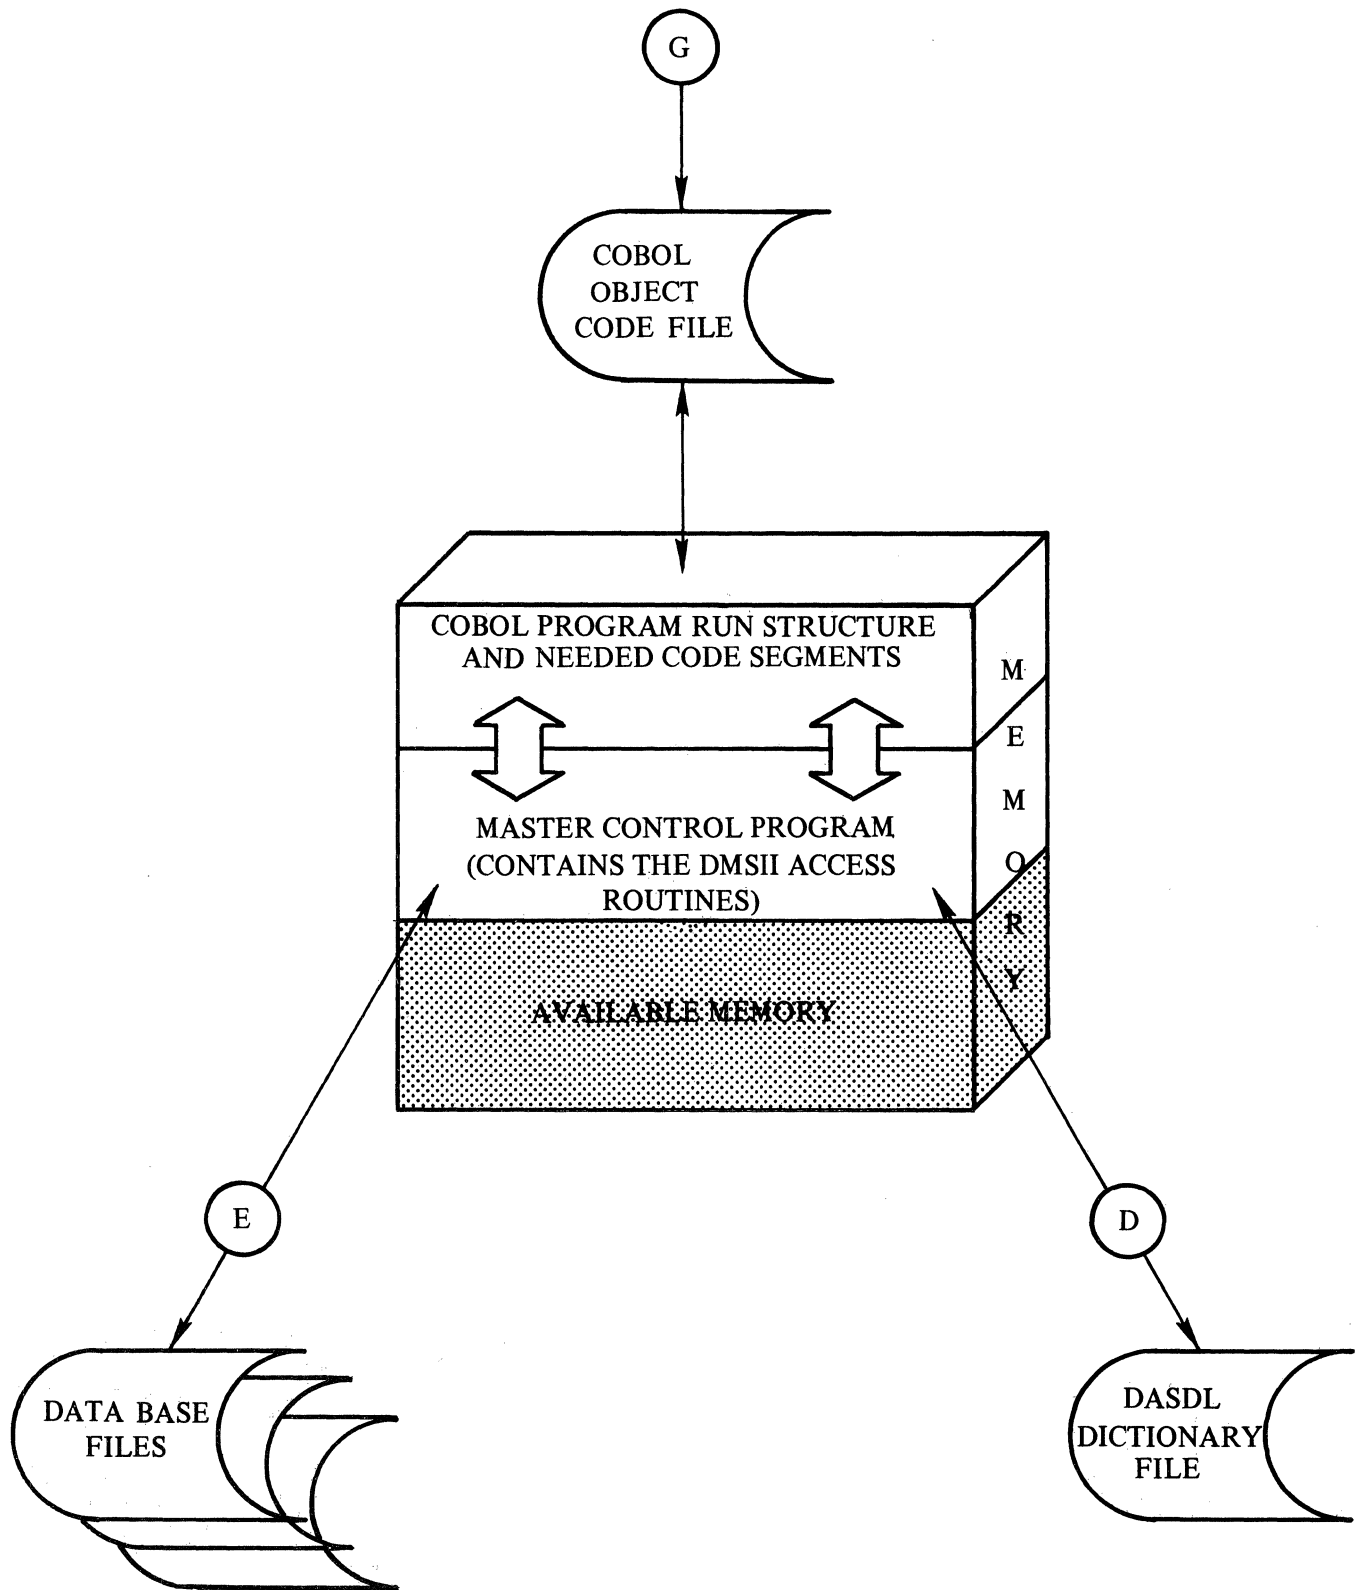 G
COBOL
OBJECT
CODE FILE
COBOL PROGRAM RUN STRUCTURE
AND NEEDED CODE SEGMENTS
MEMORY
MASTER CONTROL PROGRAM
(CONTAINS THE DMSII ACCESS
ROUTINES)
AVAILABLE MEMORY
E
D
DATA BASE
FILES
DASDL
DICTIONARY
FILE